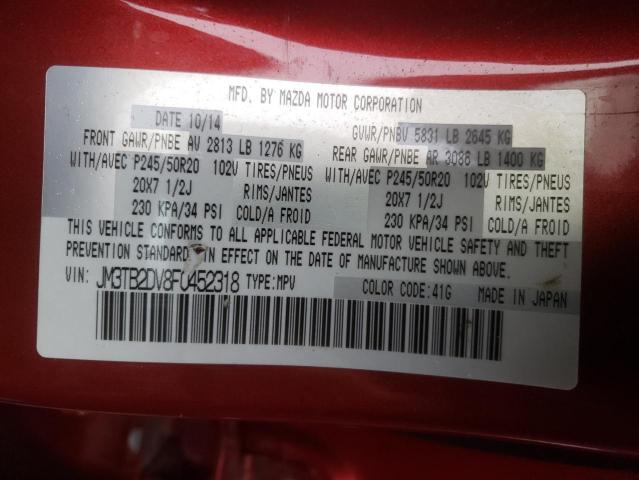 MFD. BY MAZDA MOTOR CORPORATION
DATE 10/14 GVWR/PNBV 5831 LB 2645 KG
FRONT GAWR/PNBE AV 2813 LB 1276 KG REAR GAWR/PNBE AR 3086 LB 1400 KG
WITH/AVEC P245/50R20 102V TIRES/PNEUS WITH/AVEC P245/50R20 102V TIRES/PNEUS
20X7 1/2J RIMS/JANTES 20X7 1/2J RIMS/JANTES
230 KPA/34 PSI COLD/A FROID 230 KPA/34 PSI COLD/A FROID
THIS VEHICLE CONFORMS TO ALL APPLICABLE FEDERAL MOTOR VEHICLE SAFETY AND THEFT
PREVENTION STANDARD IN EFFECT ON THE DATE OF MANUFACTURE SHOWN ABOVE.
VIN: JM3TB2DV8F0452318 TYPE:MPV COLOR CODE:41G MADE IN JAPAN